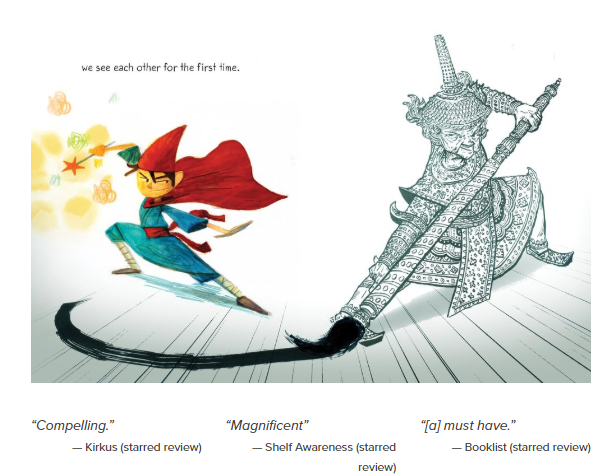 we see each other for the first time.
“Compelling.”
— Kirkus (starred review)
“Magnificent”
— Shelf Awareness (starred
review)
“[a] must have.”
— Booklist (starred review)